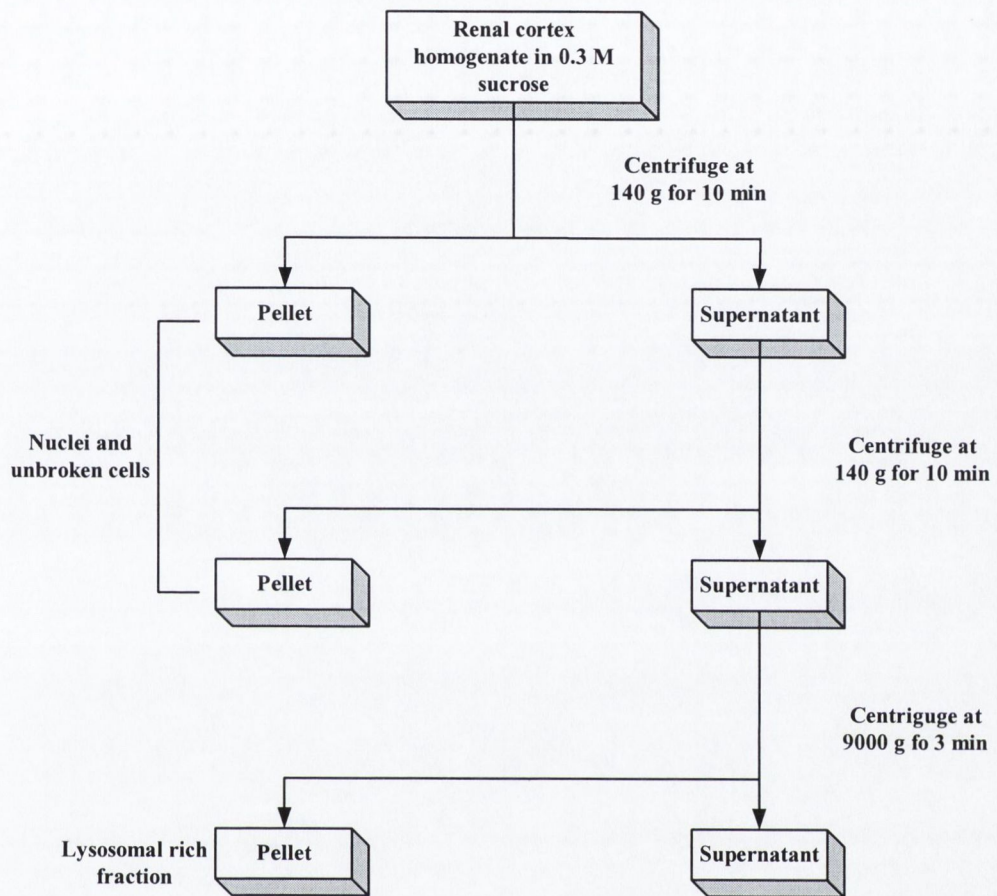 Renal cortex
homogenate in 0.3 M
sucrose
Centrifuge at
140 g for 10 min
Pellet
Supernatant
Nuclei and
unbroken cells
Centrifuge at
140 g for 10 min
Pellet
Supernatant
Centriguge at
9000 g fo 3 min
Lysosomal rich
fraction
Pellet
Supernatant